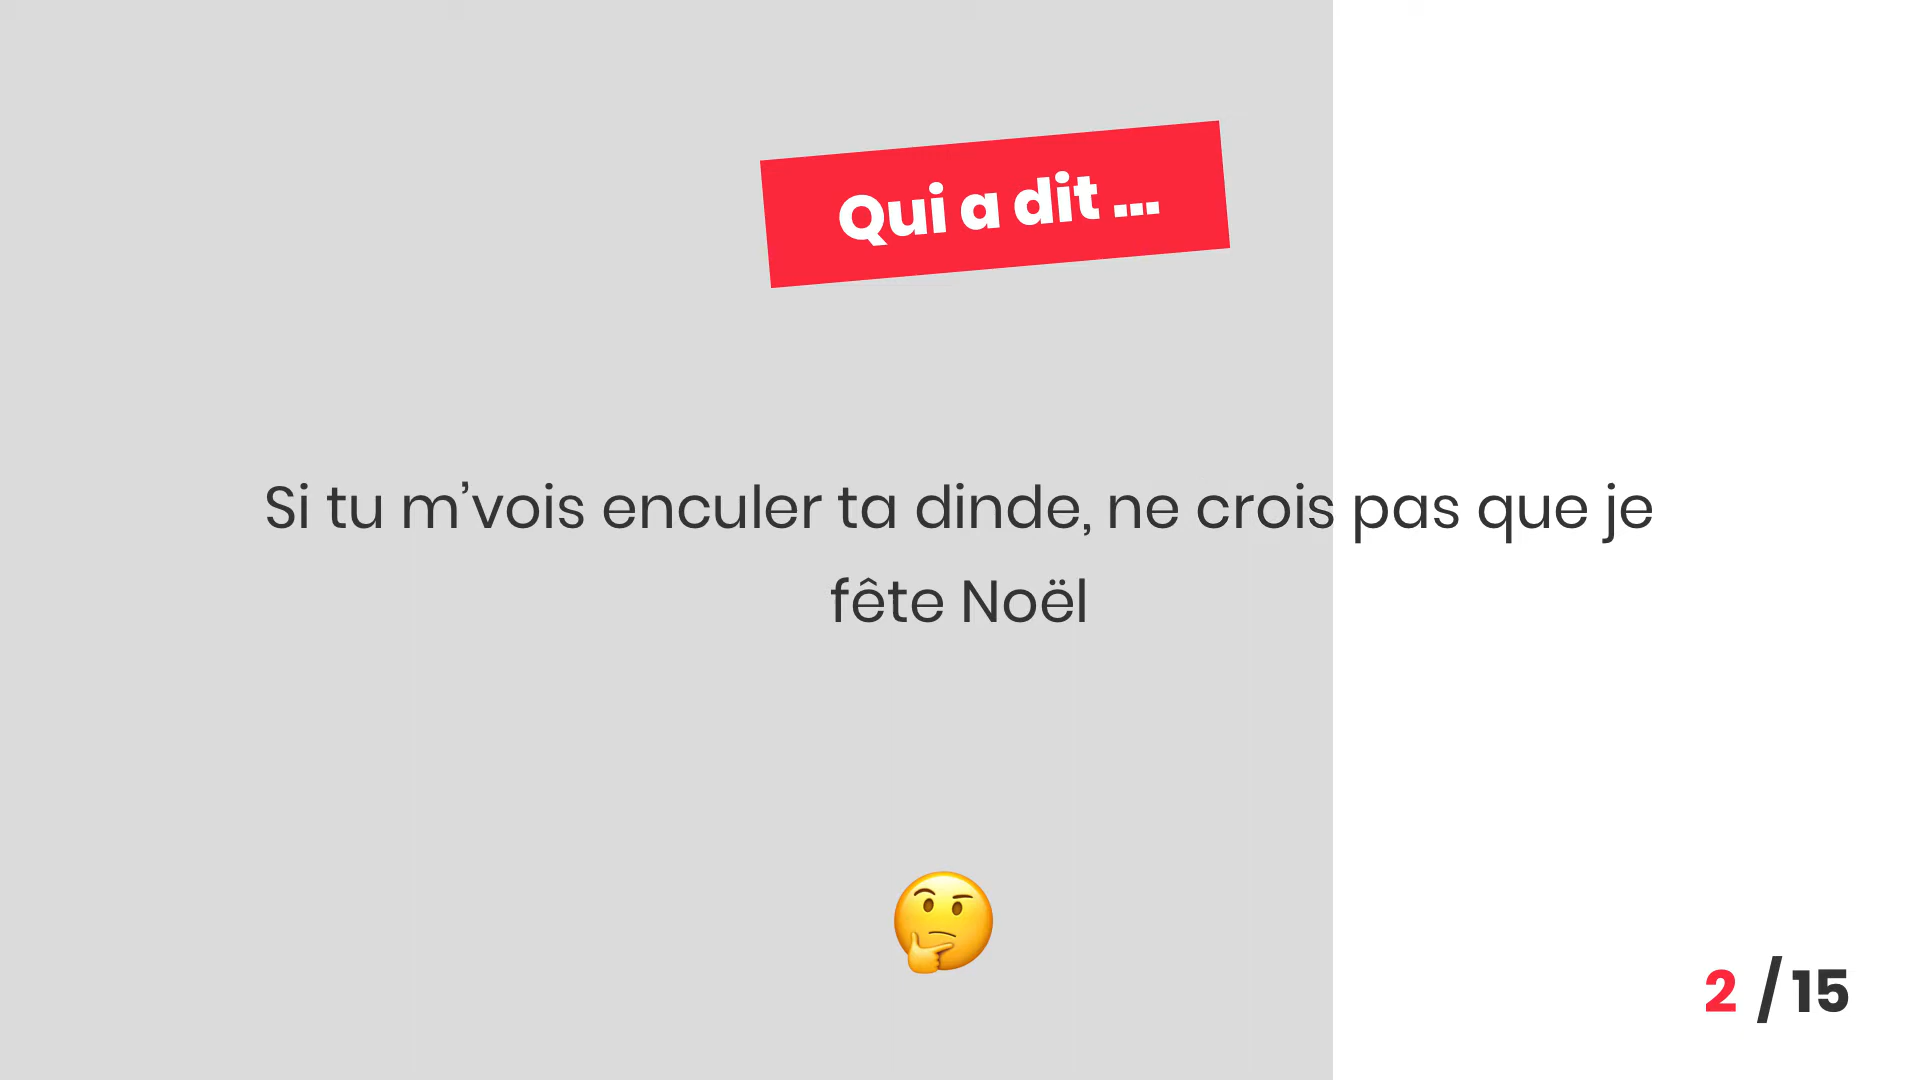 Qui a dit ...
Si tu m’vois enculer ta dinde, ne crois pas que je
fête Noël
2 / 15